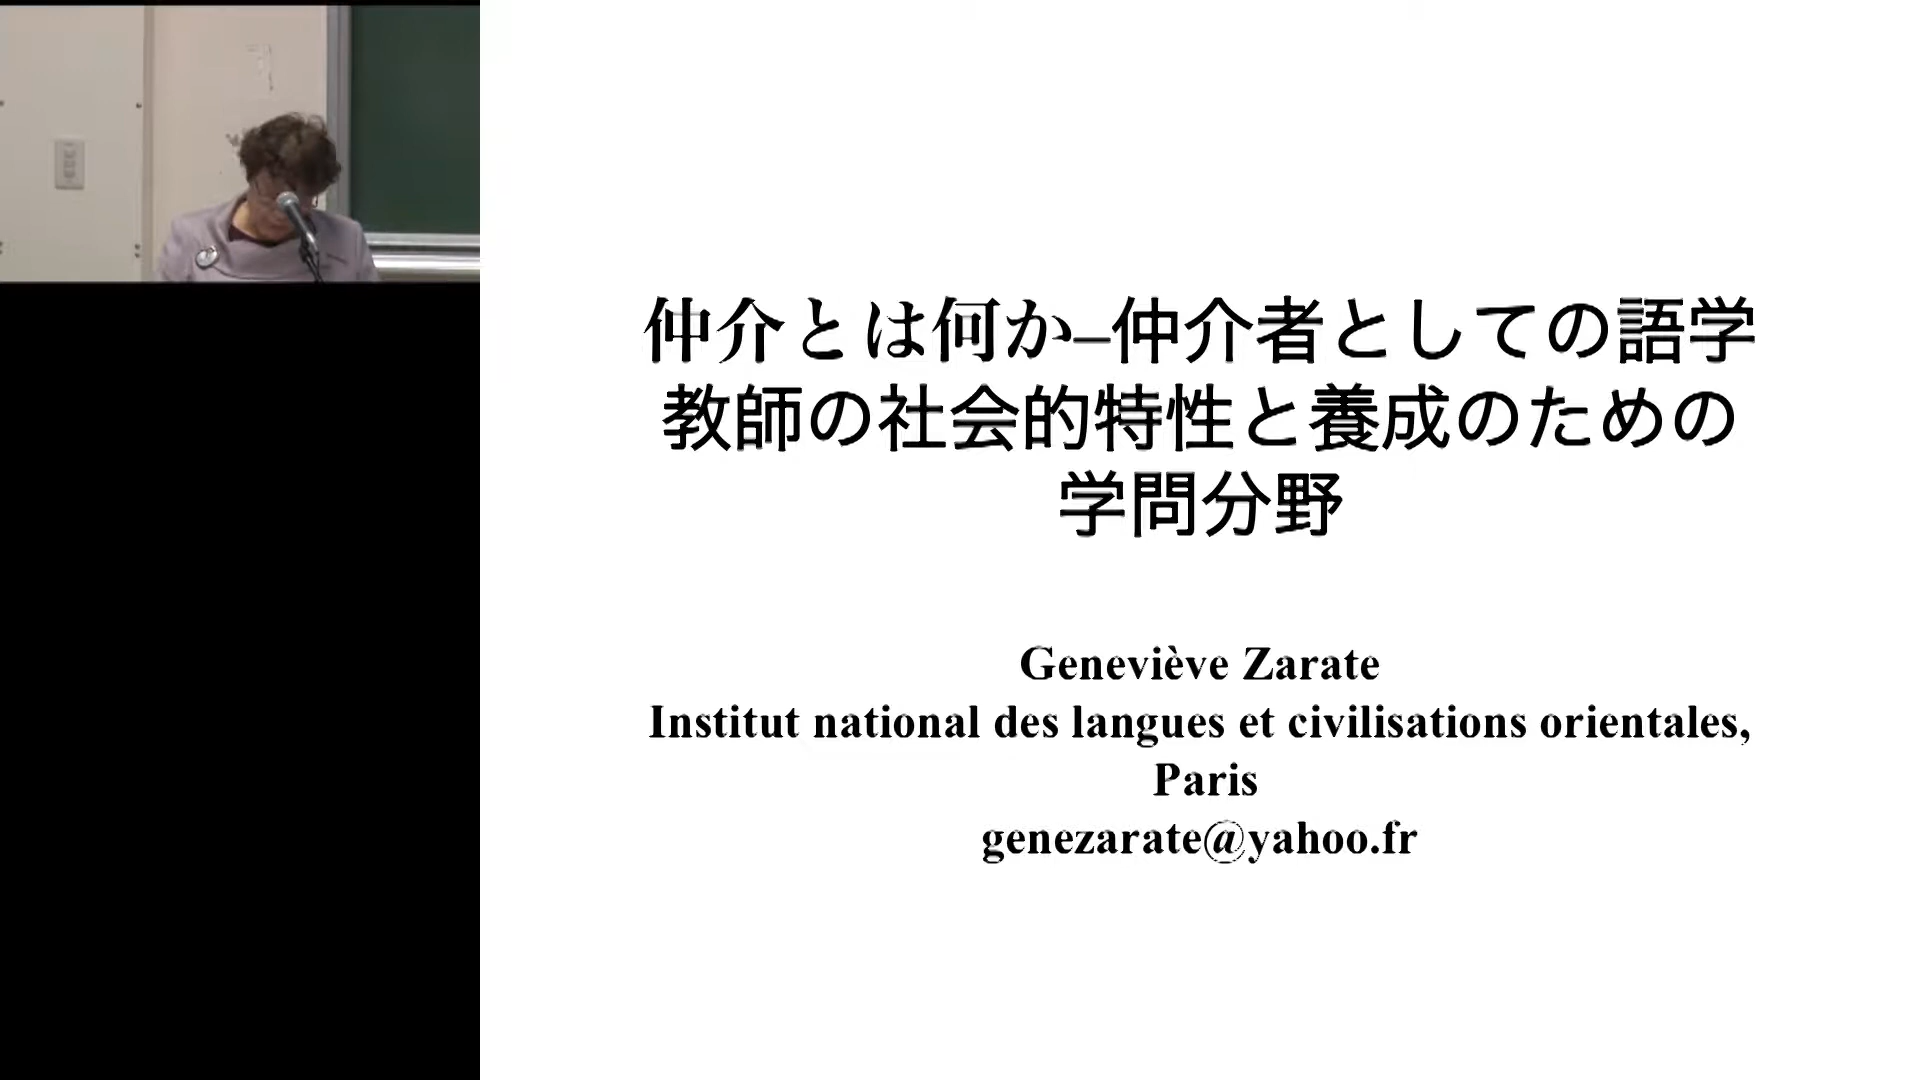 仲介とは何か–仲介者としての語学
教師の社会的特性と養成のための
学問分野
Geneviève Zarate
Institut national des langues et civilisations orientales,
Paris
genezarate@yahoo.fr